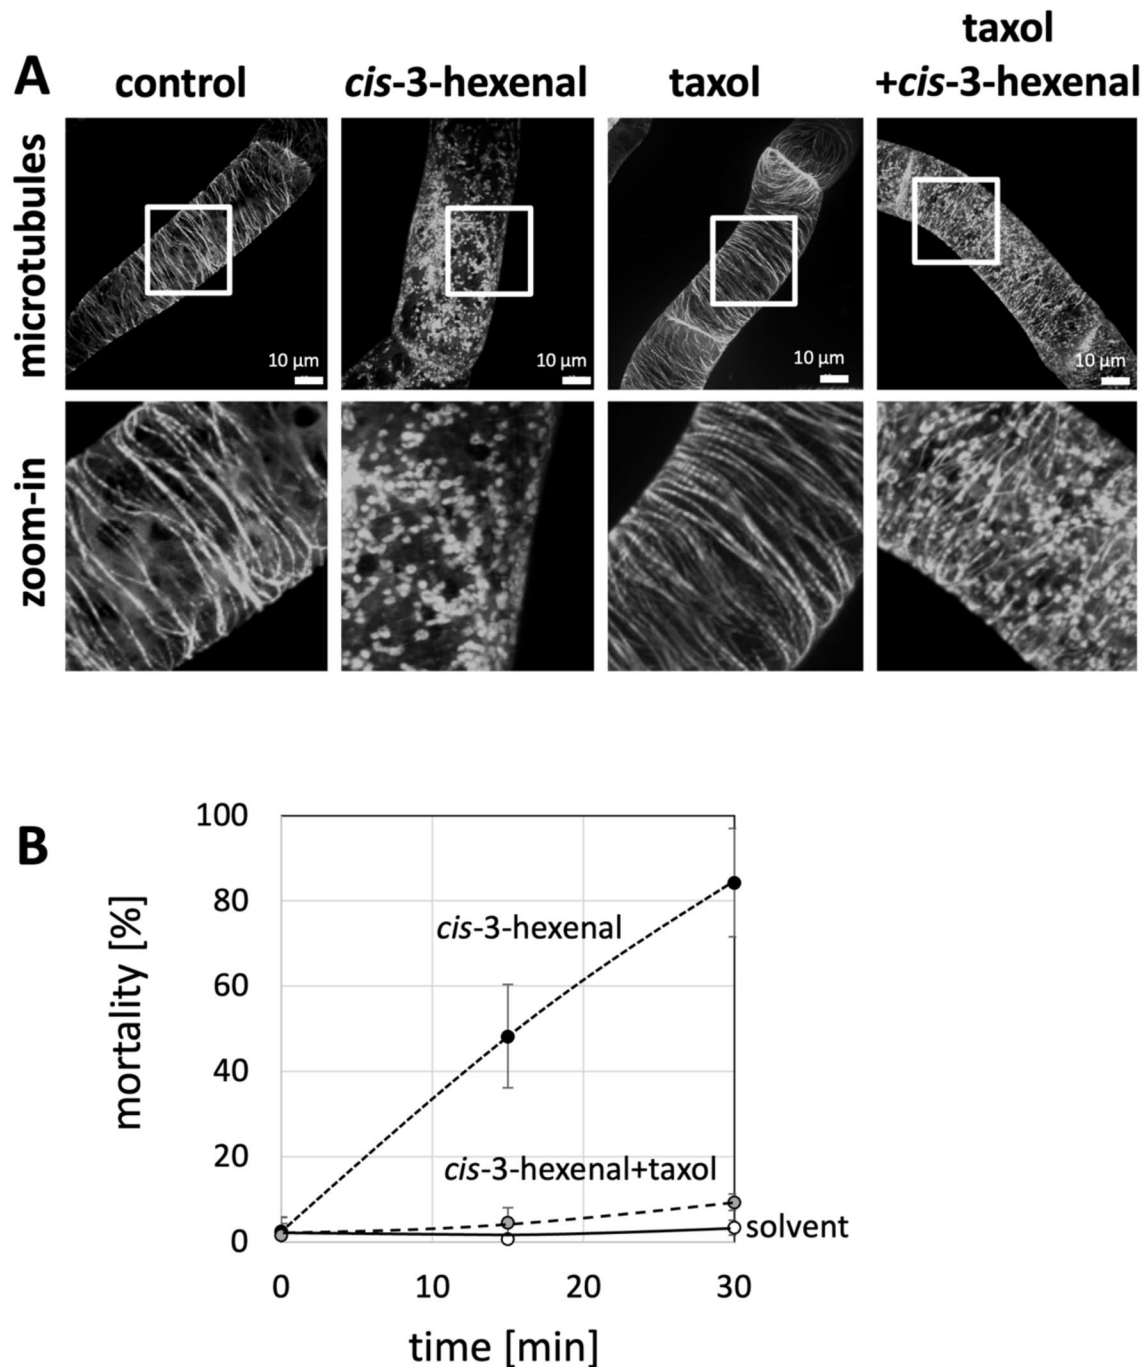 A
control
cis-3-hexenal
taxol
taxol
+cis-3-hexenal
microtubules
10 µm
10 µm
10 µm
10 µm
zoom-in
B
mortality [%]
100
80
60
40
20
0
cis-3-hexenal
cis-3-hexenal+taxol
solvent
0 10 20 30
time [min]